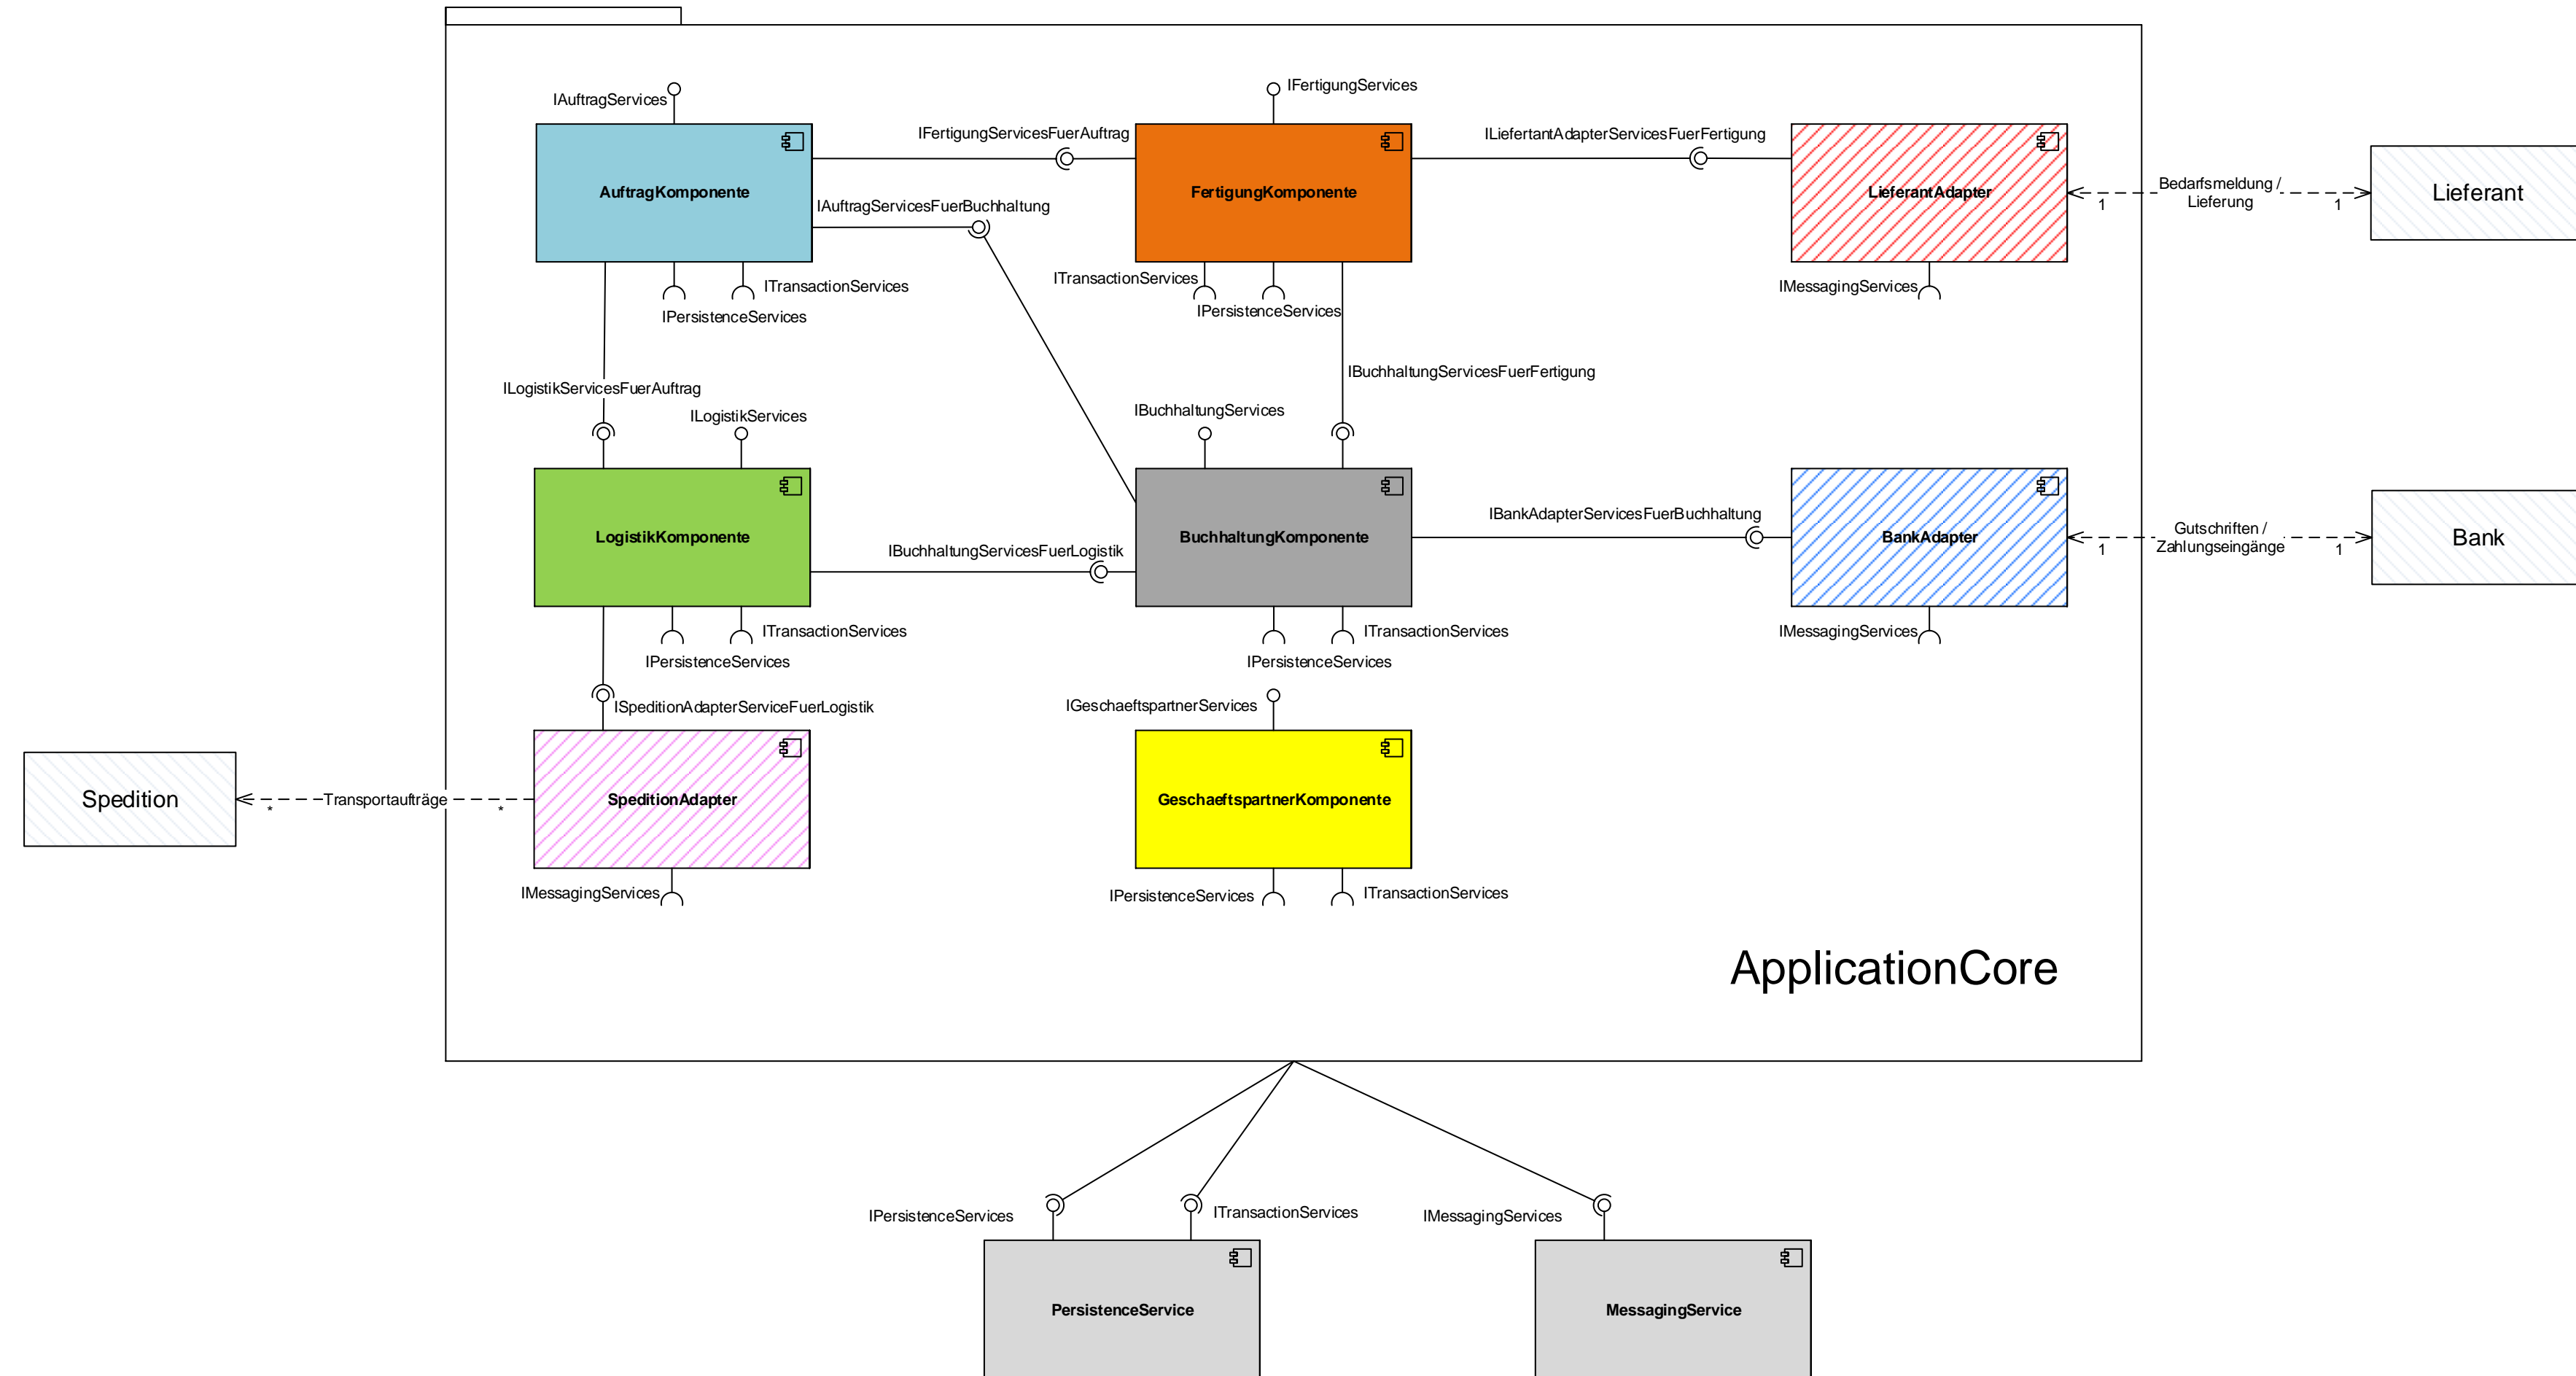 IAuftragServices
IFertigungServices
IFertigungServicesFuerAuftrag
ILiefertantAdapterServicesFuerFertigung
AuftragKomponente
FertigungKomponente
LieferantAdapter
Bedarfsmeldung /
Lieferung
1
1
Lieferant
IAuftragServicesFuerBuchhaltung
ITransactionServices
IPersistenceServices
ITransactionServices
IPersistenceServices
IMessagingServices
ILogistikServicesFuerAuftrag
IBuchhaltungServicesFuerFertigung
ILogistikServices
IBuchhaltungServices
LogistikKomponente
IBuchhaltungServicesFuerLogistik
BuchhaltungKomponente
IBankAdapterServicesFuerBuchhaltung
BankAdapter
Gutschriften /
Zahlungseingänge
1
1
Bank
ITransactionServices
IPersistenceServices
ITransactionServices
IPersistenceServices
IMessagingServices
ISpeditionAdapterServiceFuerLogistik
IGeschaeftspartnerServices
Spedition
*
Transportaufträge
*
SpeditionAdapter
GeschaeftspartnerKomponente
IMessagingServices
IPersistenceServices
ITransactionServices
ApplicationCore
IPersistenceServices
ITransactionServices
IMessagingServices
PersistenceService
MessagingService